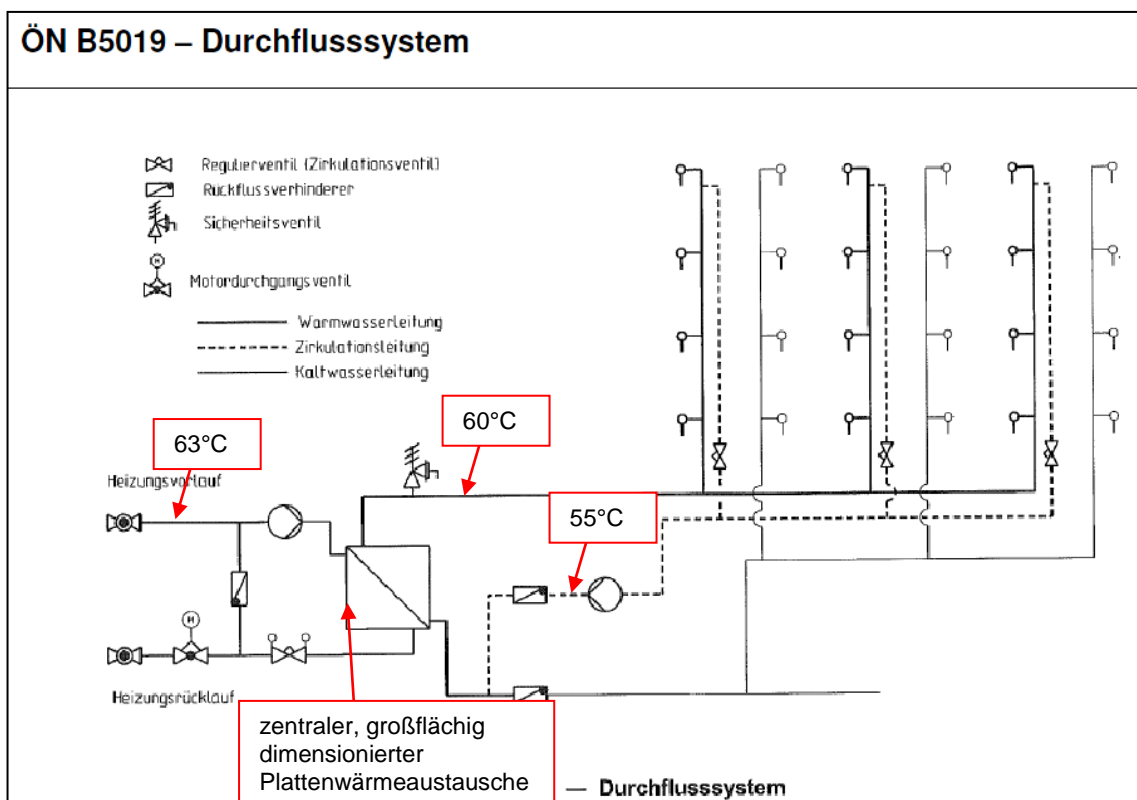 ÖN B5019 – Durchflusssystem
Regulierventil (Zirkulationsventil)
Rückflussverhinderer
Sicherheitsventil
M
Motordurchgangsventil
Warmwasserleitung
Zirkulationsleitung
Kaltwasserleitung
60°C
63°C
Heizungsvorlauf
55°C
M
Heizungsrücklauf
zentraler, großflächig
dimensionierter
Plattenwärmeaustausche
— Durchflusssystem